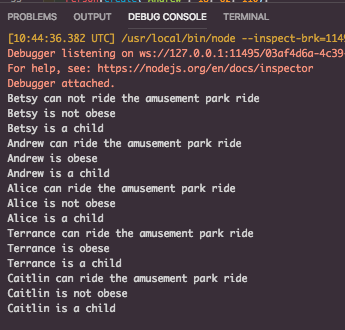 PROBLEMS OUTPUT DEBUG CONSOLE TERMINAL
[10:44:36.382 UTC] /usr/local/bin/node --inspect-brk=1149
Debugger listening on ws://127.0.0.1:11495/03af4d6a-4c39
For help, see: https://nodejs.org/en/docs/inspector
Debugger attached.
Betsy can not ride the amusement park ride
Betsy is not obese
Betsy is a child
Andrew can ride the amusement park ride
Andrew is obese
Andrew is a child
Alice can ride the amusement park ride
Alice is not obese
Alice is a child
Terrance can ride the amusement park ride
Terrance is obese
Terrance is a child
Caitlin can ride the amusement park ride
Caitlin is not obese
Caitlin is a child